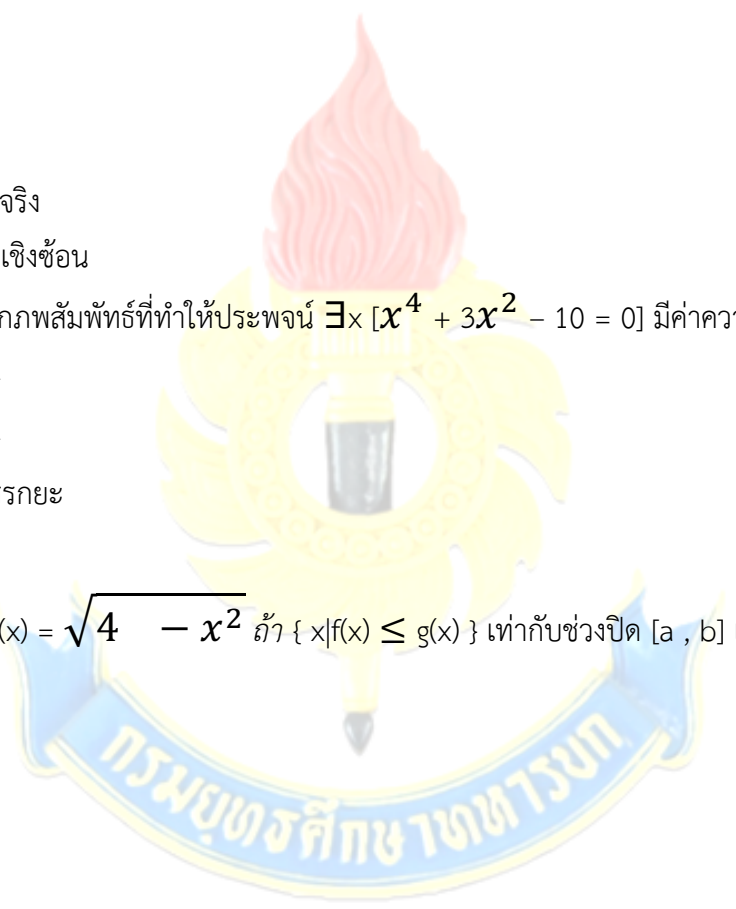 จริง
เชิงซ้อน
กภพสัมพัทธ์ที่ทำให้ประพจน์ ∃x [x⁴ + 3x² – 10 = 0] มีค่าควา
รรกยะ
(x) = √4 − x² ถ้า { x|f(x) ≤ g(x) } เท่ากับช่วงปิด [a , b]
กรมยุทธศึกษาทหารบก